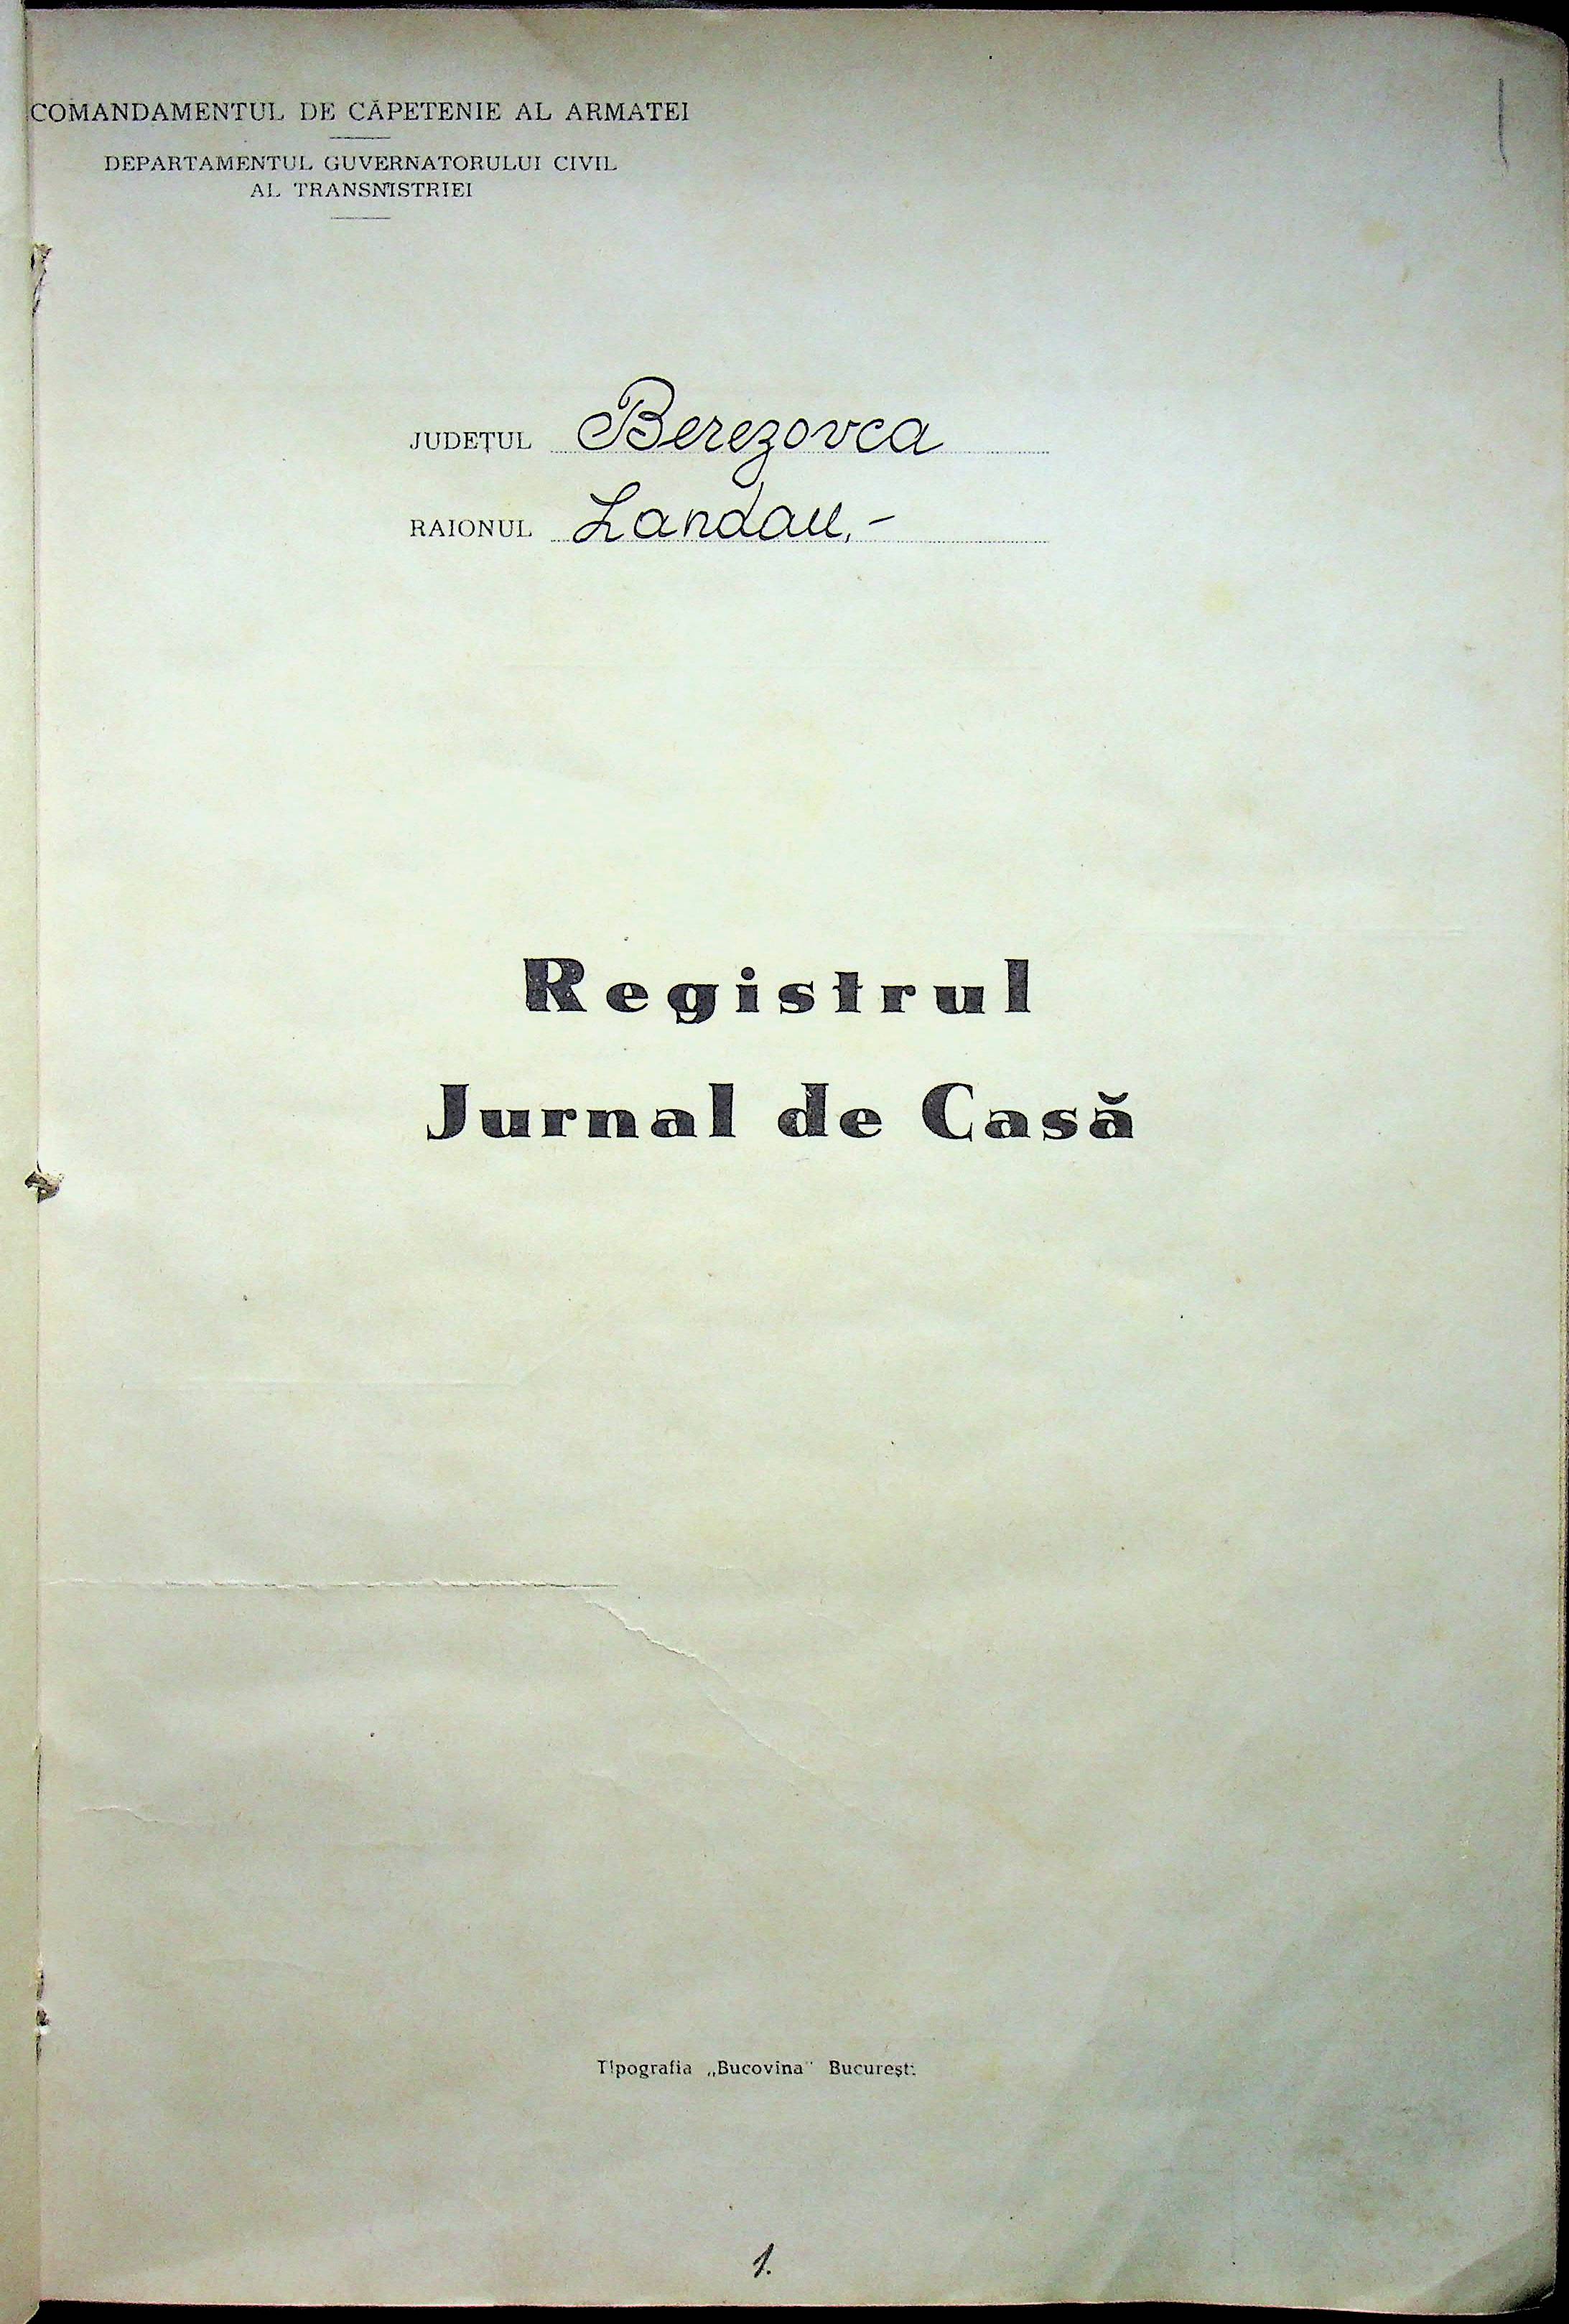 COMANDAMENTUL DE CĂPETENIE AL ARMATEI
DEPARTAMENTUL GUVERNATORULUI CIVIL
AL TRANSNISTRIEI
JUDEȚUL Berezovca
RAIONUL Landau.-
Registrul
Jurnal de Casă
Tipografia „Bucovina" București
1.